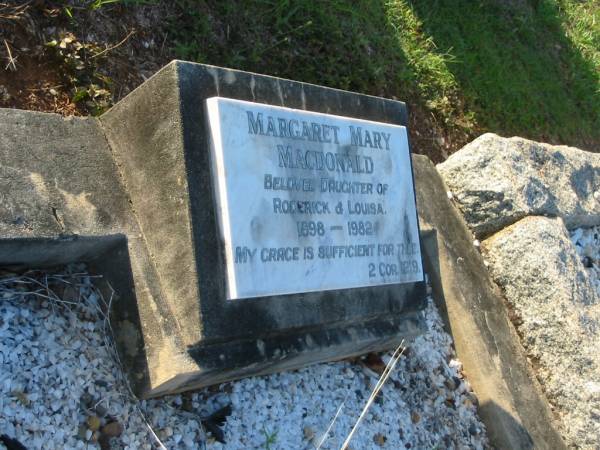 Margaret Mary
MacDonald
Beloved Daughter of
Roderick & Louisa.
1898 — 1982
My grace is sufficient for thee
2 Cor. 12.9.